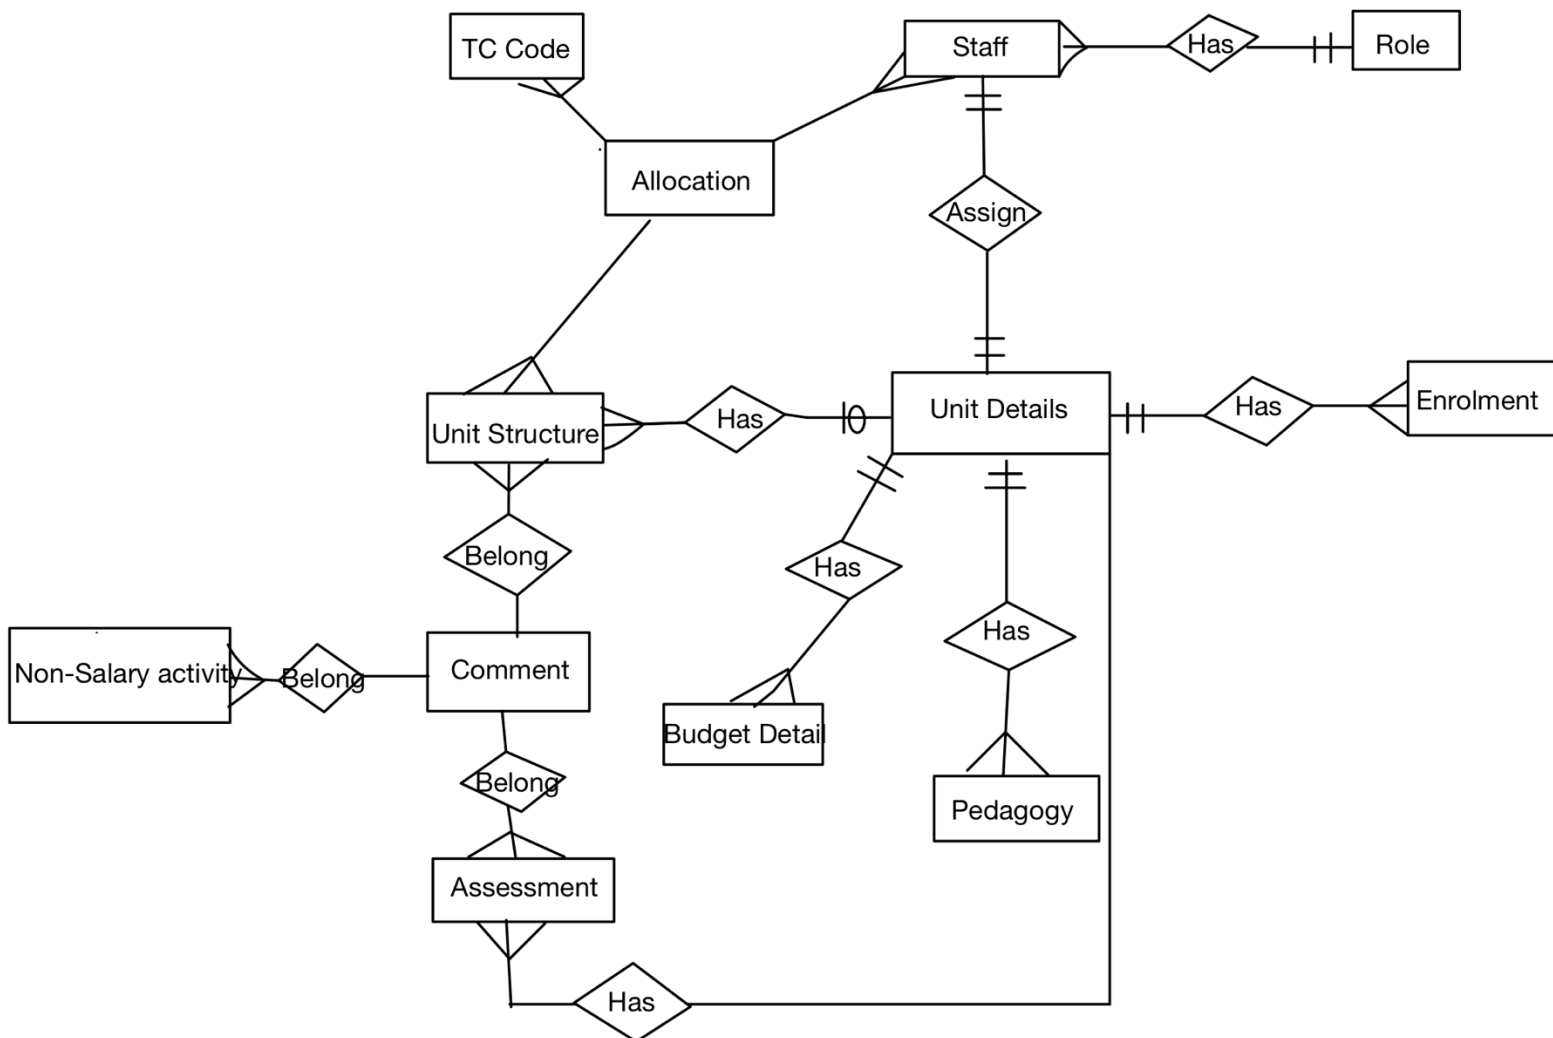 TC Code
Staff
Has
Role
Allocation
Assign
Unit Structure
Has
Unit Details
Has
Enrolment
Belong
Has
Has
Non-Salary activity
Belong
Comment
Budget Detail
Belong
Pedagogy
Assessment
Has